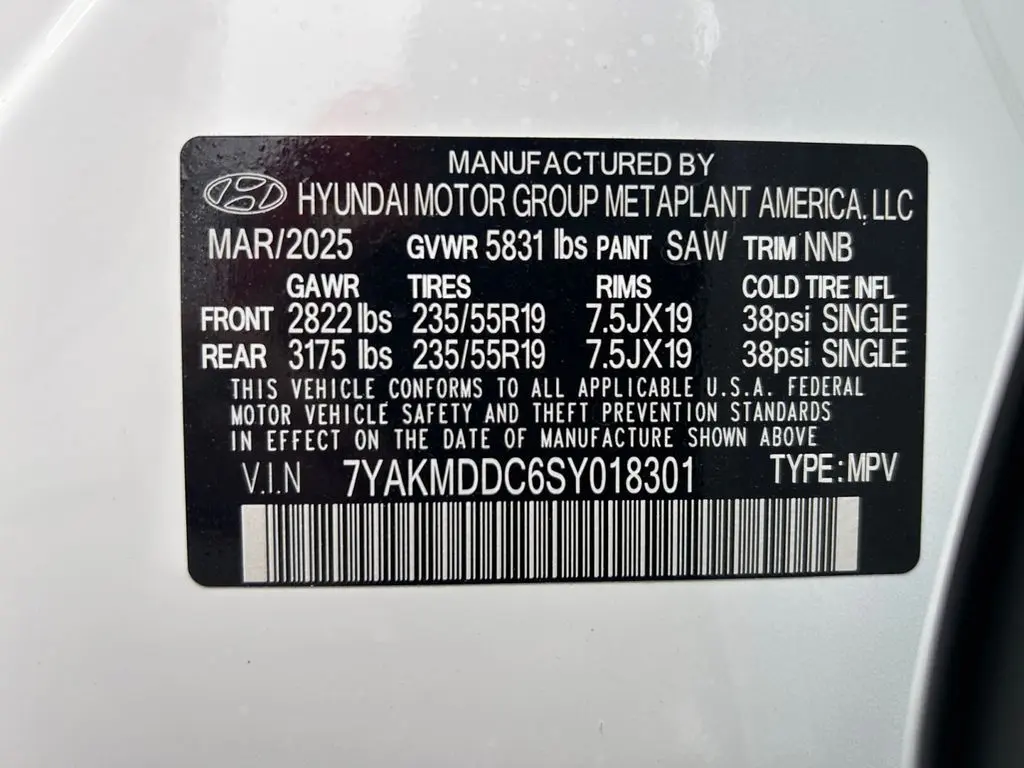 MANUFACTURED BY
HYUNDAI MOTOR GROUP METAPLANT AMERICA, LLC
MAR/2025 GVWR 5831 lbs PAINT SAW TRIM NNB
GAWR TIRES RIMS COLD TIRE INFL
FRONT 2822 lbs 235/55R19 7.5JX19 38psi SINGLE
REAR 3175 lbs 235/55R19 7.5JX19 38psi SINGLE
THIS VEHICLE CONFORMS TO ALL APPLICABLE U.S.A. FEDERAL
MOTOR VEHICLE SAFETY AND THEFT PREVENTION STANDARDS
IN EFFECT ON THE DATE OF MANUFACTURE SHOWN ABOVE
V.I.N 7YAKMDDC6SY018301 TYPE:MPV